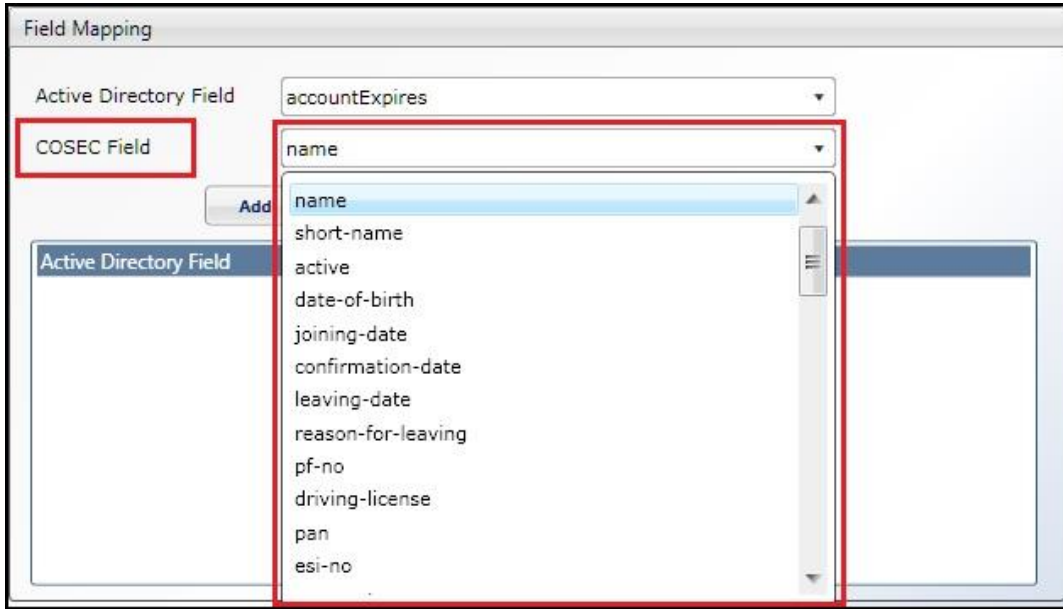 Field Mapping
Active Directory Field accountExpires
COSEC Field name
Add name
short-name
Active Directory Field active
date-of-birth
joining-date
confirmation-date
leaving-date
reason-for-leaving
pf-no
driving-license
pan
esi-no